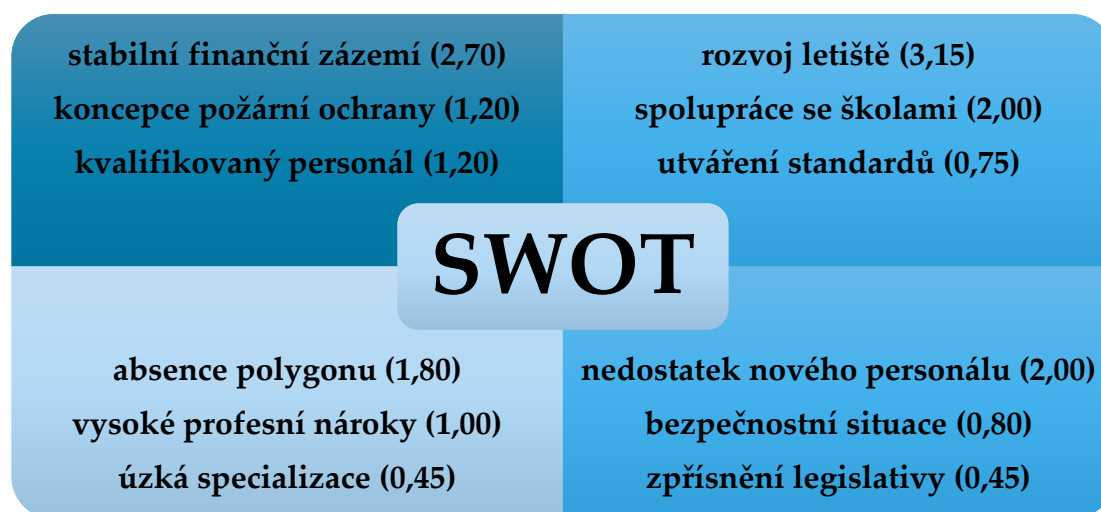 stabilní finanční zázemí (2,70)
koncepce požární ochrany (1,20)
kvalifikovaný personál (1,20)
rozvoj letiště (3,15)
spolupráce se školami (2,00)
utváření standardů (0,75)
SWOT
absence polygonu (1,80)
vysoké profesní nároky (1,00)
úzká specializace (0,45)
nedostatek nového personálu (2,00)
bezpečnostní situace (0,80)
zpřísnění legislativy (0,45)